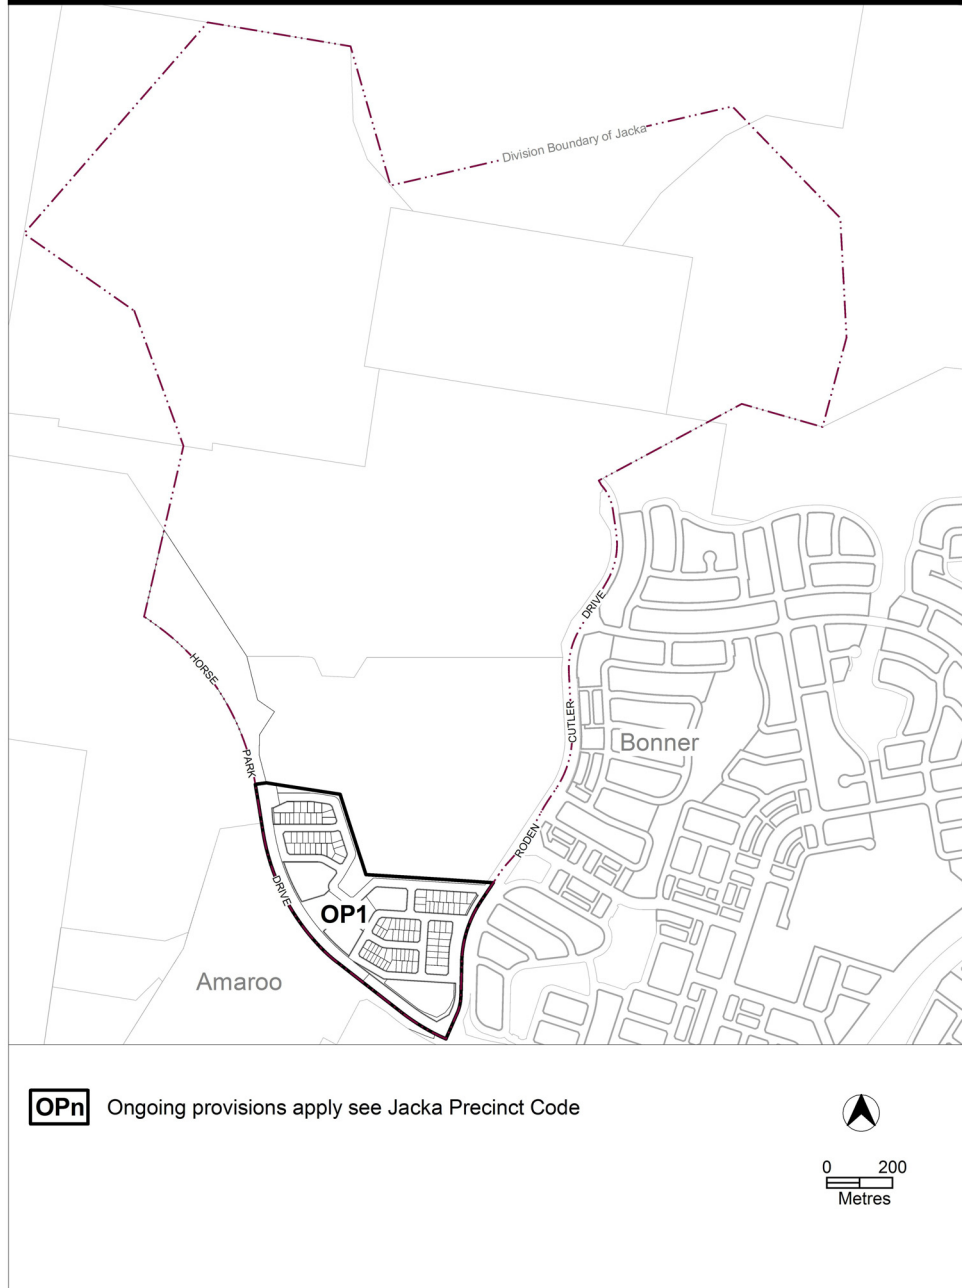 Division Boundary of Jacka
DRIVE
HORSE
CUTLER
Bonner
PARK
RODEN
DRIVE
OP1
Amaroo
OPn Ongoing provisions apply see Jacka Precinct Code
0 200
Metres